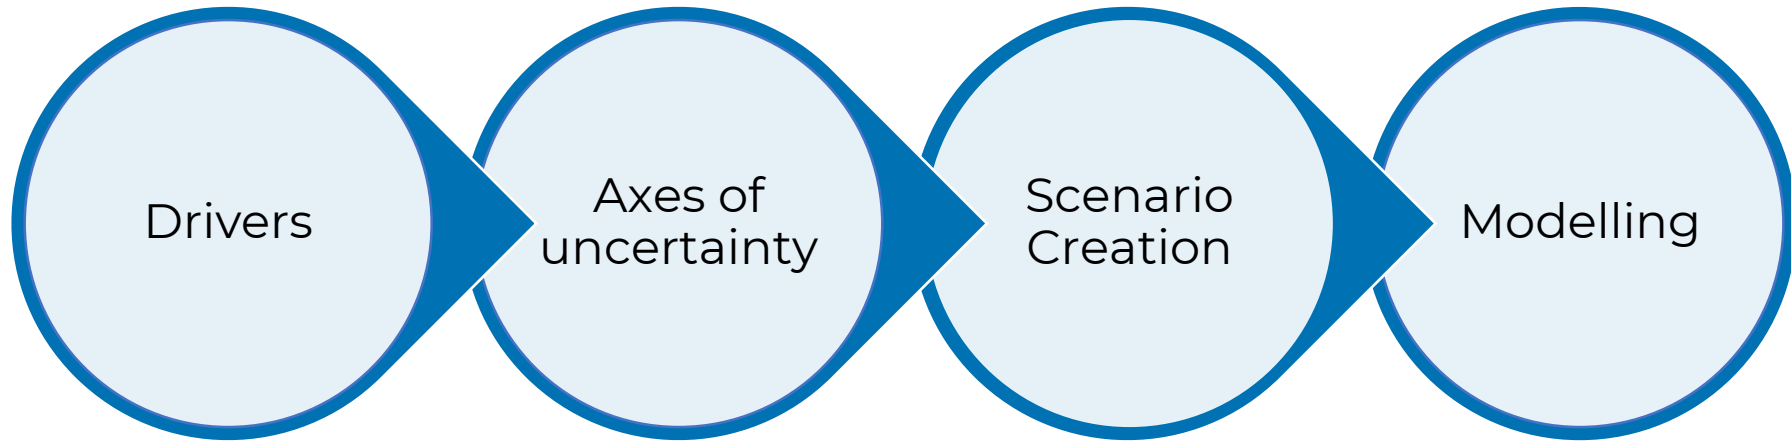 Drivers
Axes of
uncertainty
Scenario
Creation
Modelling